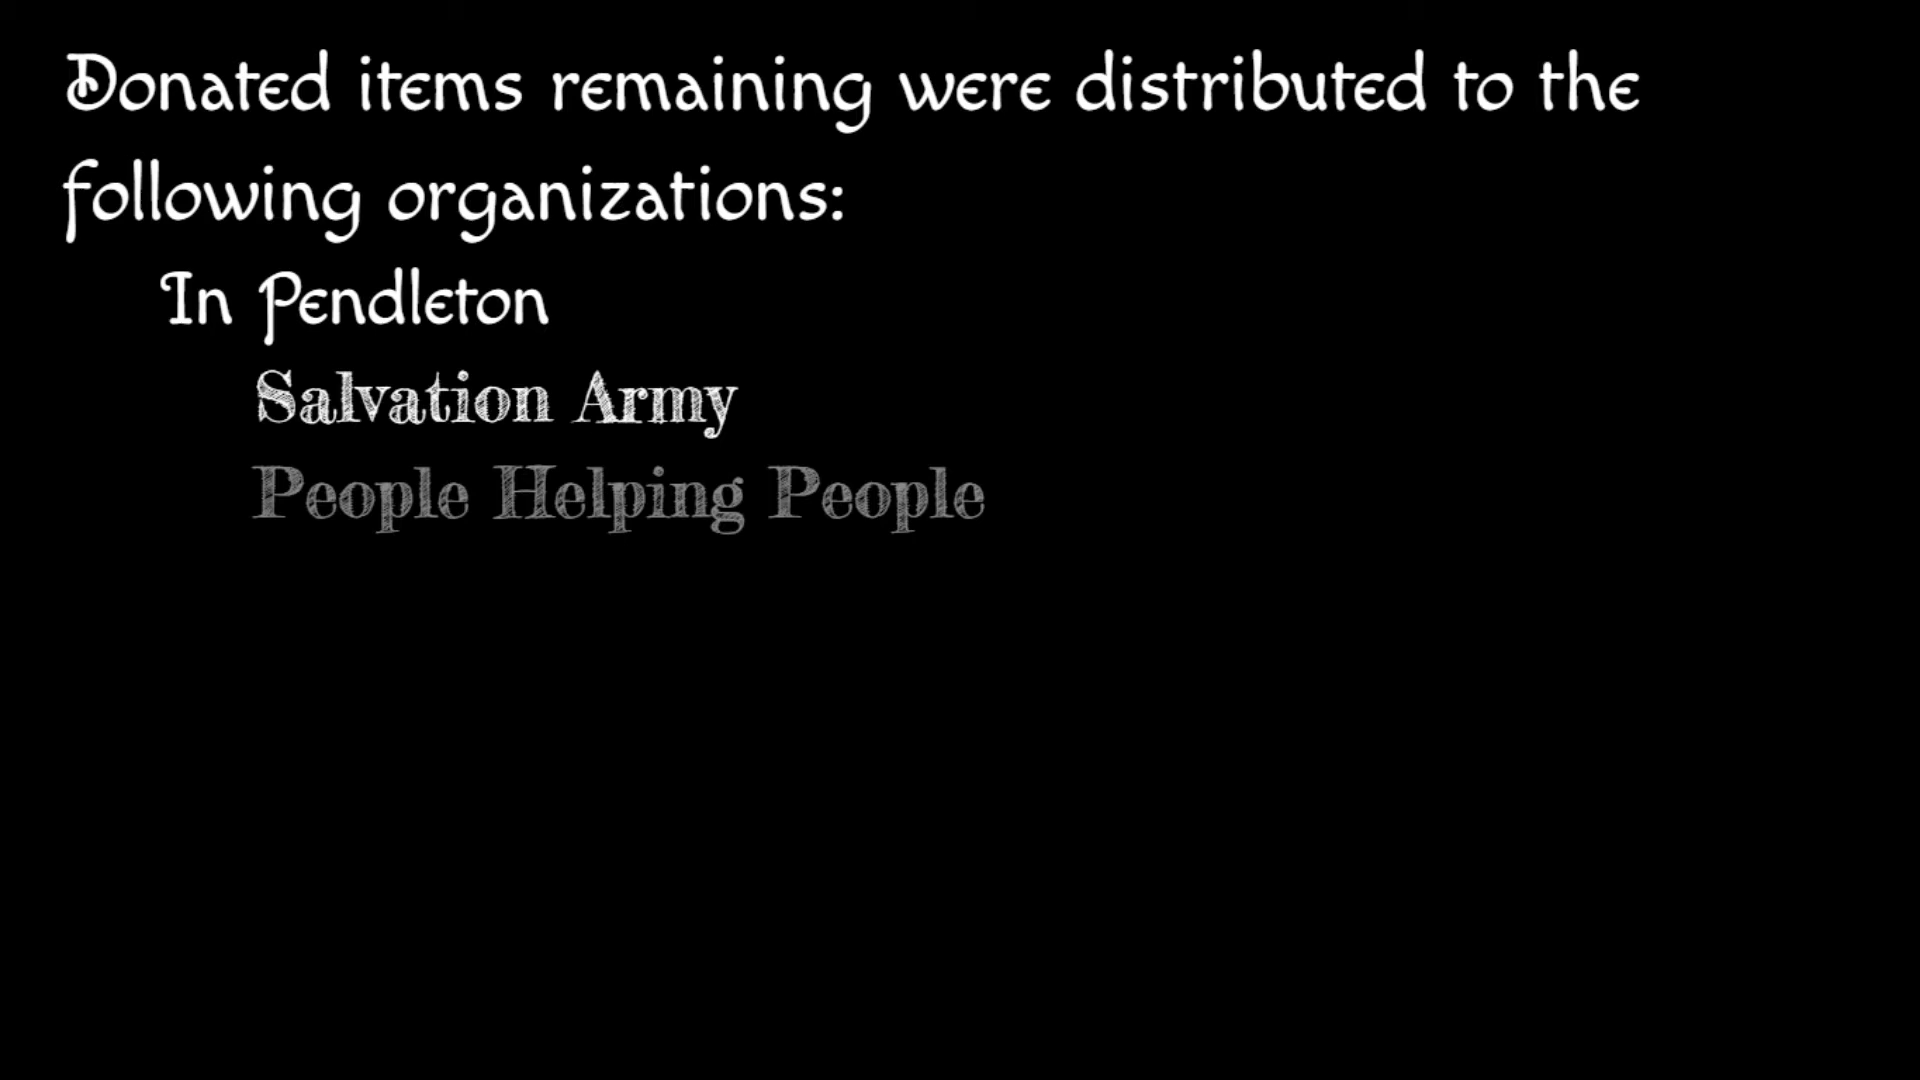 Donated items remaining were distributed to the
following organizations:
In Pendleton
Salvation Army
People Helping People